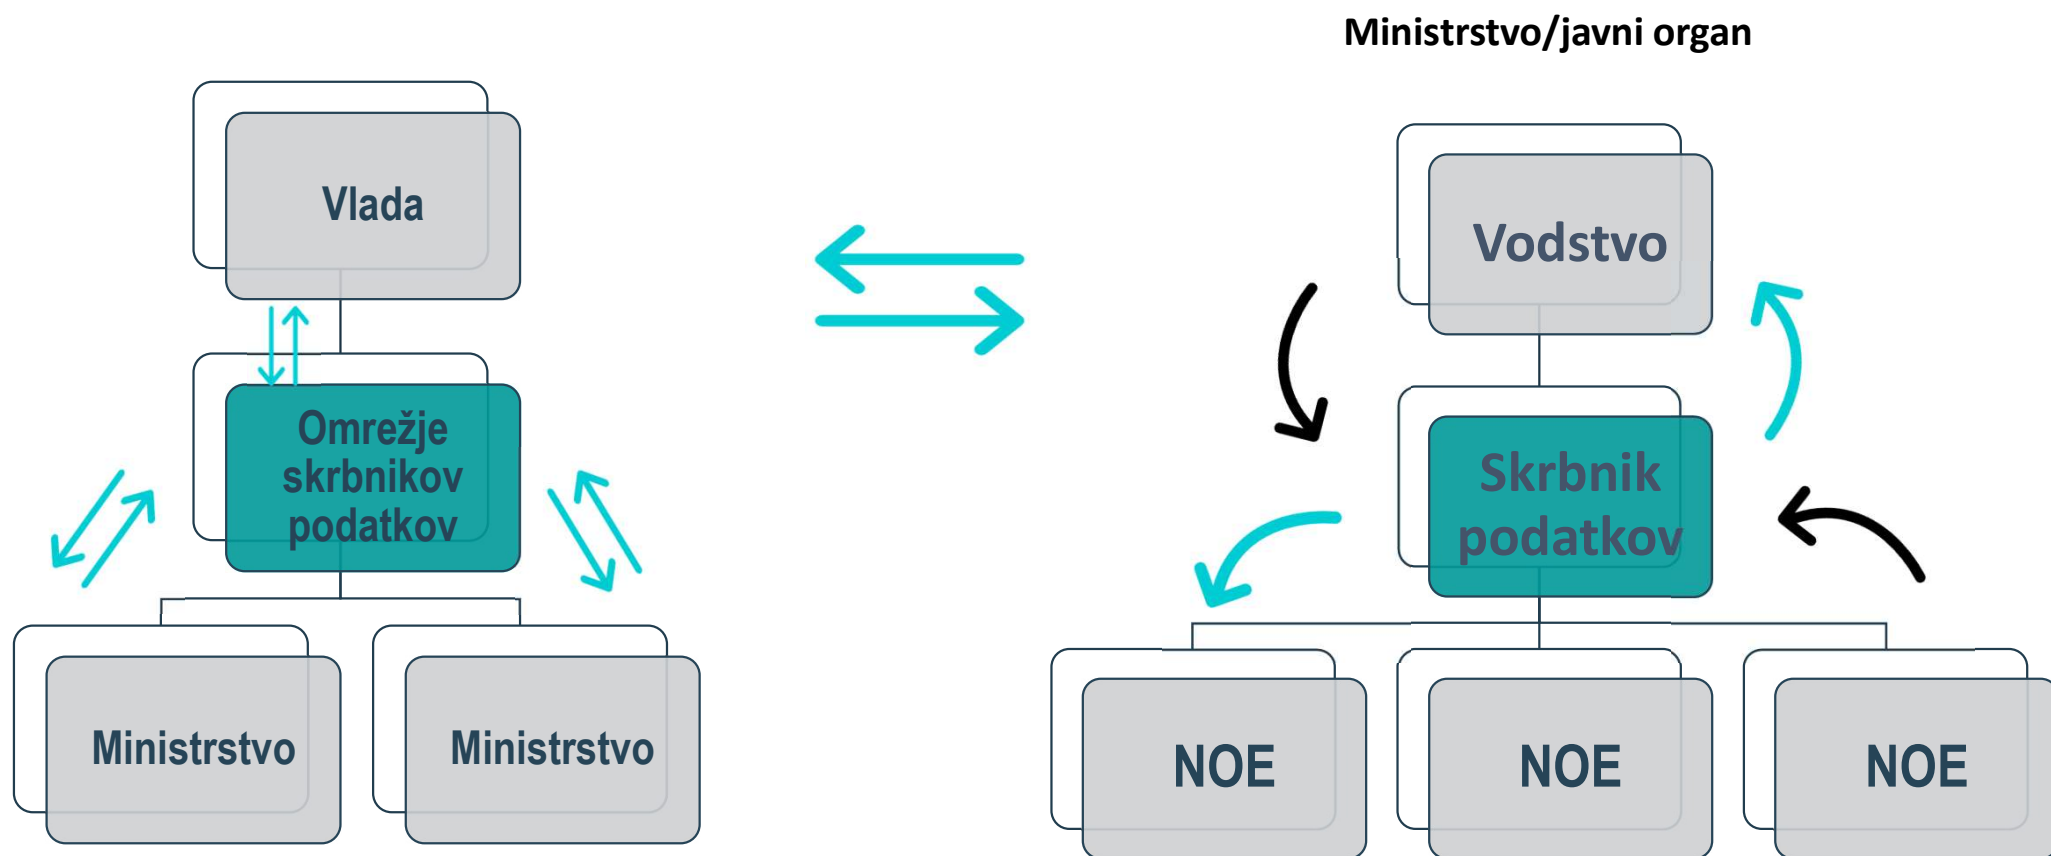 Ministrstvo/javni organ
Vlada
Omrežje
skrbnikov
podatkov
Ministrstvo
Ministrstvo
Vodstvo
Skrbnik
podatkov
NOE
NOE
NOE